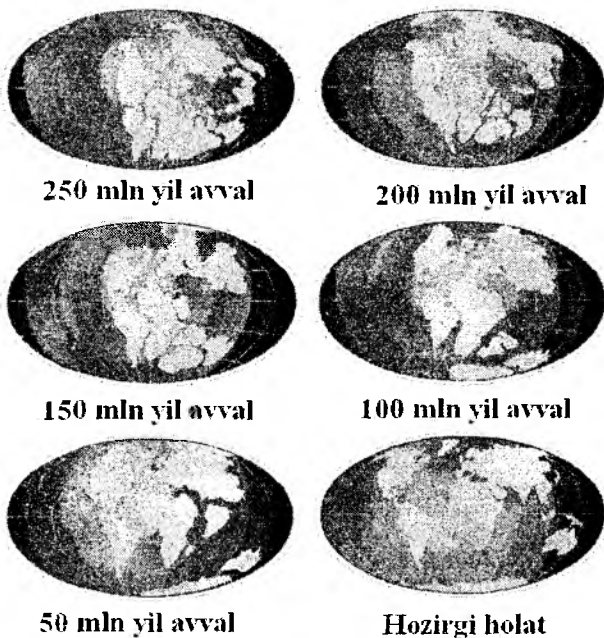 250 mln yil avval
200 mln yil avval
150 mln yil avval
100 mln yil avval
50 mln yil avval
Hozirgi holat